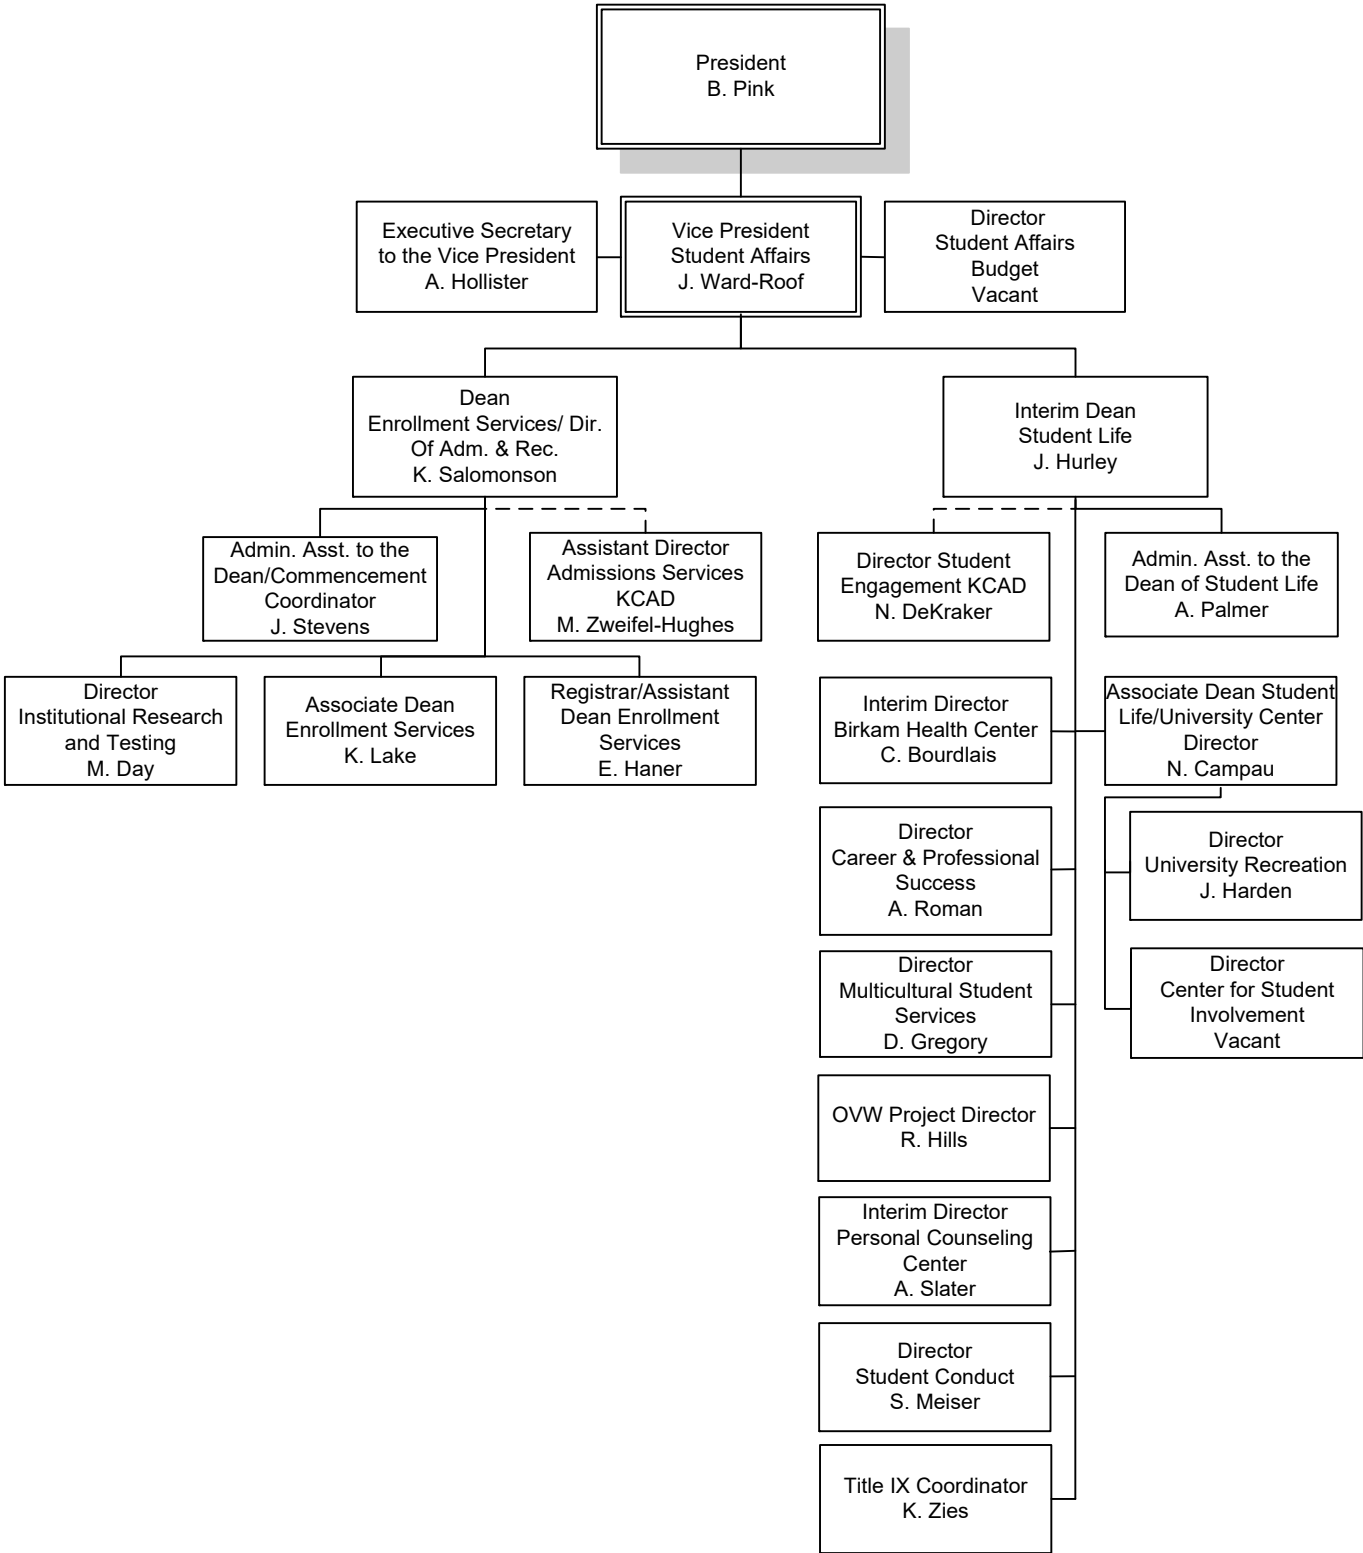 President
B. Pink
Executive Secretary
to the Vice President
A. Hollister
Vice President
Student Affairs
J. Ward-Roof
Director
Student Affairs
Budget
Vacant
Dean
Enrollment Services/ Dir.
Of Adm. & Rec.
K. Salomonson
Interim Dean
Student Life
J. Hurley
Admin. Asst. to the
Dean/Commencement
Coordinator
J. Stevens
Assistant Director
Admissions Services
KCAD
M. Zweifel-Hughes
Director Student
Engagement KCAD
N. DeKraker
Admin. Asst. to the
Dean of Student Life
A. Palmer
Director
Institutional Research
and Testing
M. Day
Associate Dean
Enrollment Services
K. Lake
Registrar/Assistant
Dean Enrollment
Services
E. Haner
Interim Director
Birkam Health Center
C. Bourdlais
Associate Dean Student
Life/University Center
Director
N. Campau
Director
Career & Professional
Success
A. Roman
Director
University Recreation
J. Harden
Director
Multicultural Student
Services
D. Gregory
Director
Center for Student
Involvement
Vacant
OVW Project Director
R. Hills
Interim Director
Personal Counseling
Center
A. Slater
Director
Student Conduct
S. Meiser
Title IX Coordinator
K. Zies